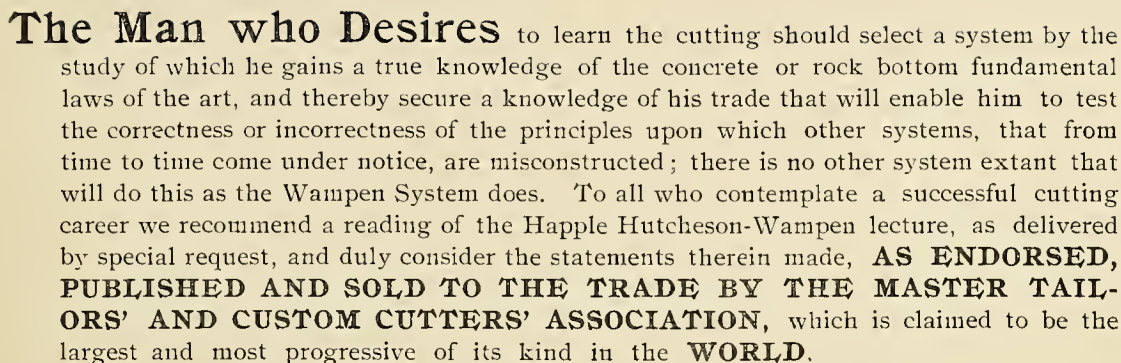 The Man who Desires to learn the cutting should select a system by the
study of which he gains a true knowledge of the concrete or rock bottom fundamental
laws of the art, and thereby secure a knowledge of his trade that will enable him to test
the correctness or incorrectness of the principles upon which other systems, that from
time to time come under notice, are misconstructed; there is no other system extant that
will do this as the Wampen System does. To all who contemplate a successful cutting
career we recommend a reading of the Happle Hutcheson-Wampen lecture, as delivered
by special request, and duly consider the statements therein made, AS ENDORSED,
PUBLISHED AND SOLD TO THE TRADE BY THE MASTER TAIL-
ORS' AND CUSTOM CUTTERS' ASSOCIATION, which is claimed to be the
largest and most progressive of its kind in the WORLD.